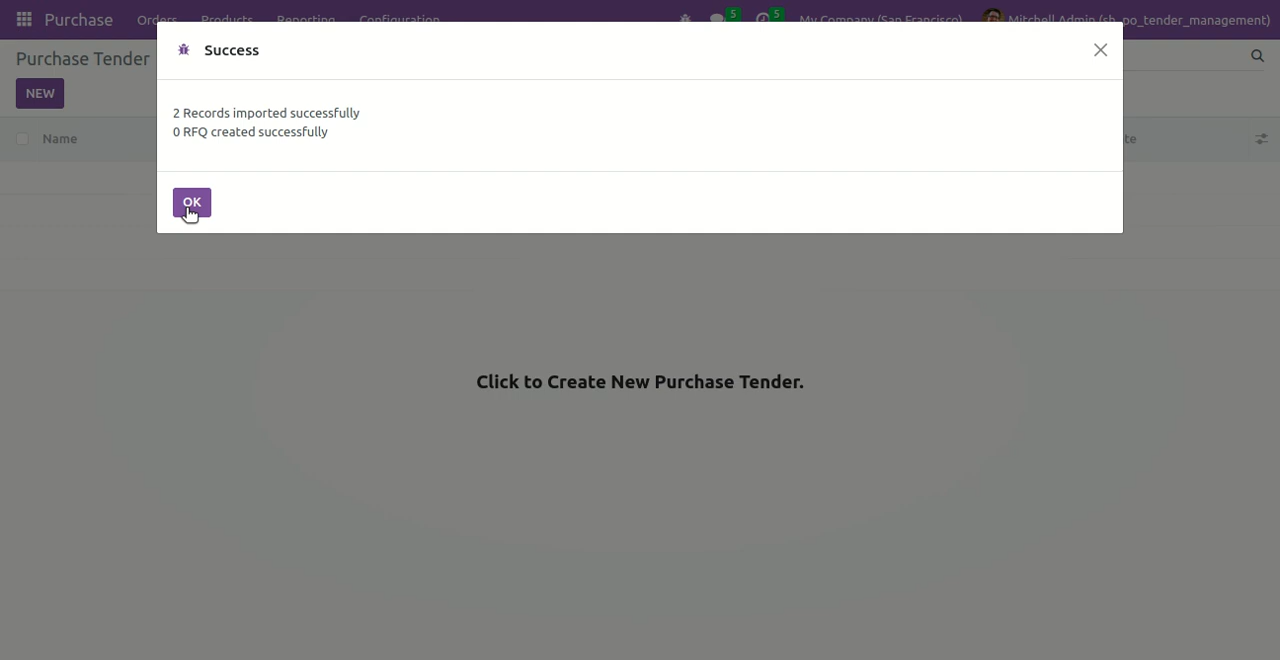 Purchase Orders Products Reporting Configuration 5 5 My Company (San Francisco) Mitchell Admin (sh_po_tender_management)
Success
Purchase Tender
NEW
2 Records imported successfully
0 RFQ created successfully
Name
OK
Click to Create New Purchase Tender.